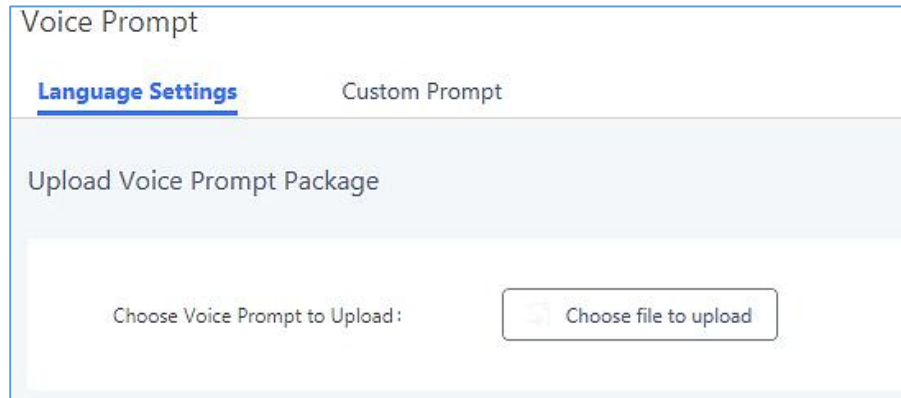 Voice Prompt
Language Settings Custom Prompt
Upload Voice Prompt Package
Choose Voice Prompt to Upload: Choose file to upload